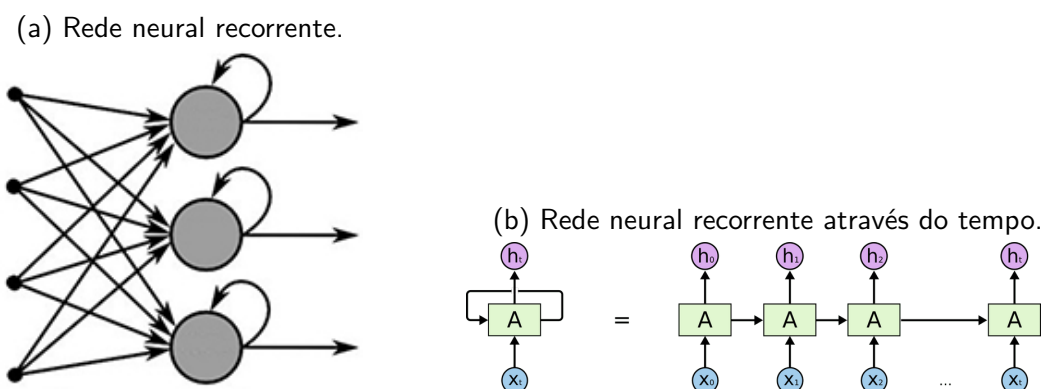 (a) Rede neural recorrente.
(b) Rede neural recorrente através do tempo.
hₜ h₀ h₁ h₂ hₜ
A = A A A A
xₜ x₀ x₁ x₂ ... xₜ